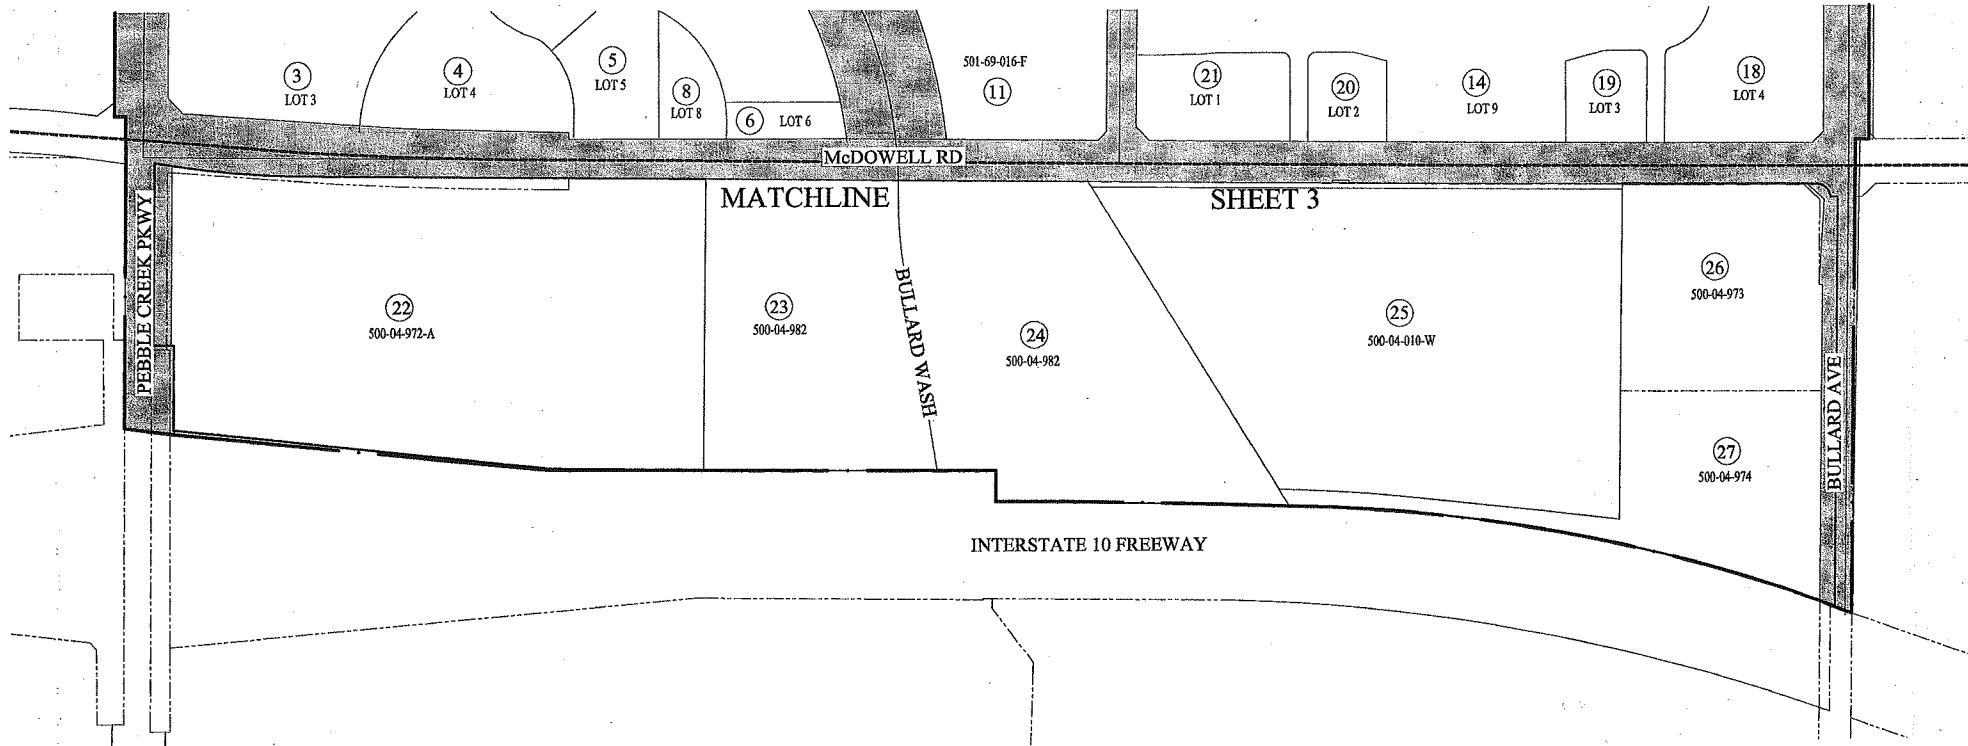 3
LOT 3
4
LOT 4
5
LOT 5
8
LOT 8
6 LOT 6
501-69-016-F
11
21
LOT 1
20
LOT 2
14
LOT 9
19
LOT 3
18
LOT 4
McDOWELL RD
MATCHLINE SHEET 3
PEBBLE CREEK PKWY
22
500-04-972-A
23
500-04-982
BULLARD WASH
24
500-04-982
25
500-04-010-W
26
500-04-973
27
500-04-974
BULLARD AVE
INTERSTATE 10 FREEWAY